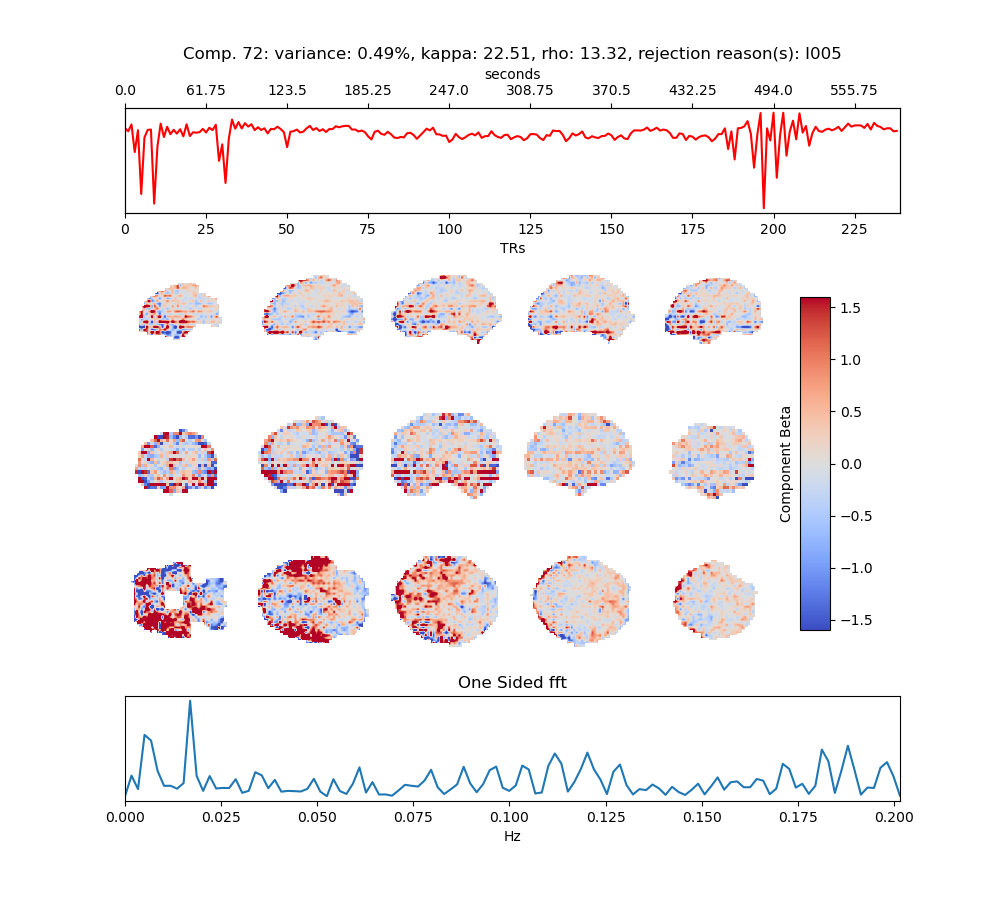 Comp. 72: variance: 0.49%, kappa: 22.51, rho: 13.32, rejection reason(s): I005
seconds
0.0 61.75 123.5 185.25 247.0 308.75 370.5 432.25 494.0 555.75
0 25 50 75 100 125 150 175 200 225
TRs
1.5
1.0
0.5
0.0
−0.5
−1.0
−1.5
Component Beta
One Sided fft
0.000 0.025 0.050 0.075 0.100 0.125 0.150 0.175 0.200
Hz